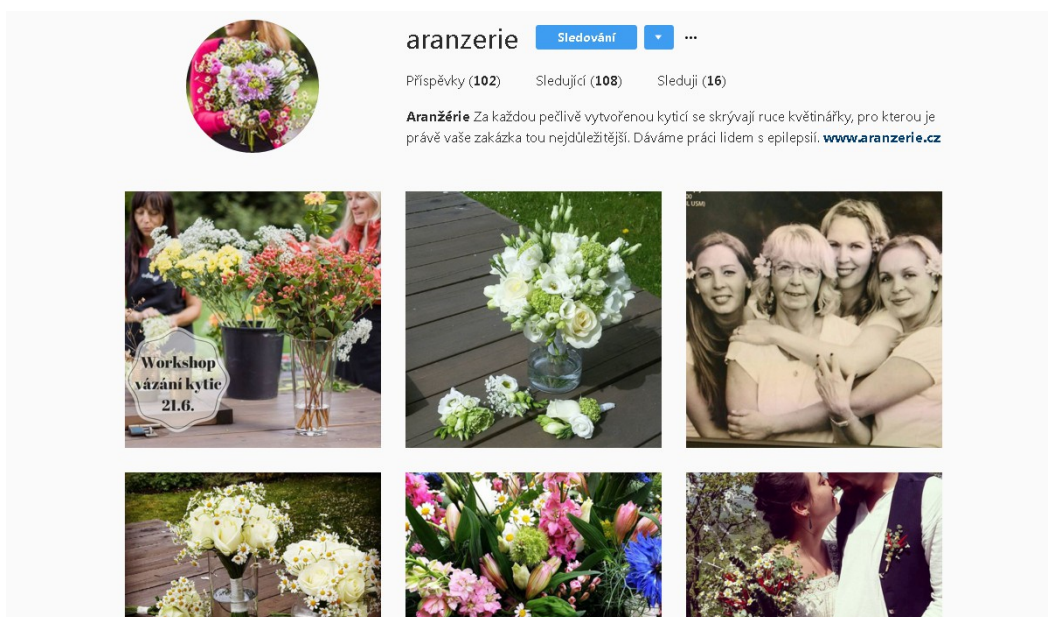 aranzerie Sledování ...
Příspěvky (102) Sledující (108) Sleduji (16)
Aranžérie Za každou pečlivě vytvořenou kyticí se skrývají ruce květinářky, pro kterou je
právě vaše zakázka tou nejdůležitější. Dáváme práci lidem s epilepsií. www.aranzerie.cz
L USM)
Workshop
vázání kytic
21.6.